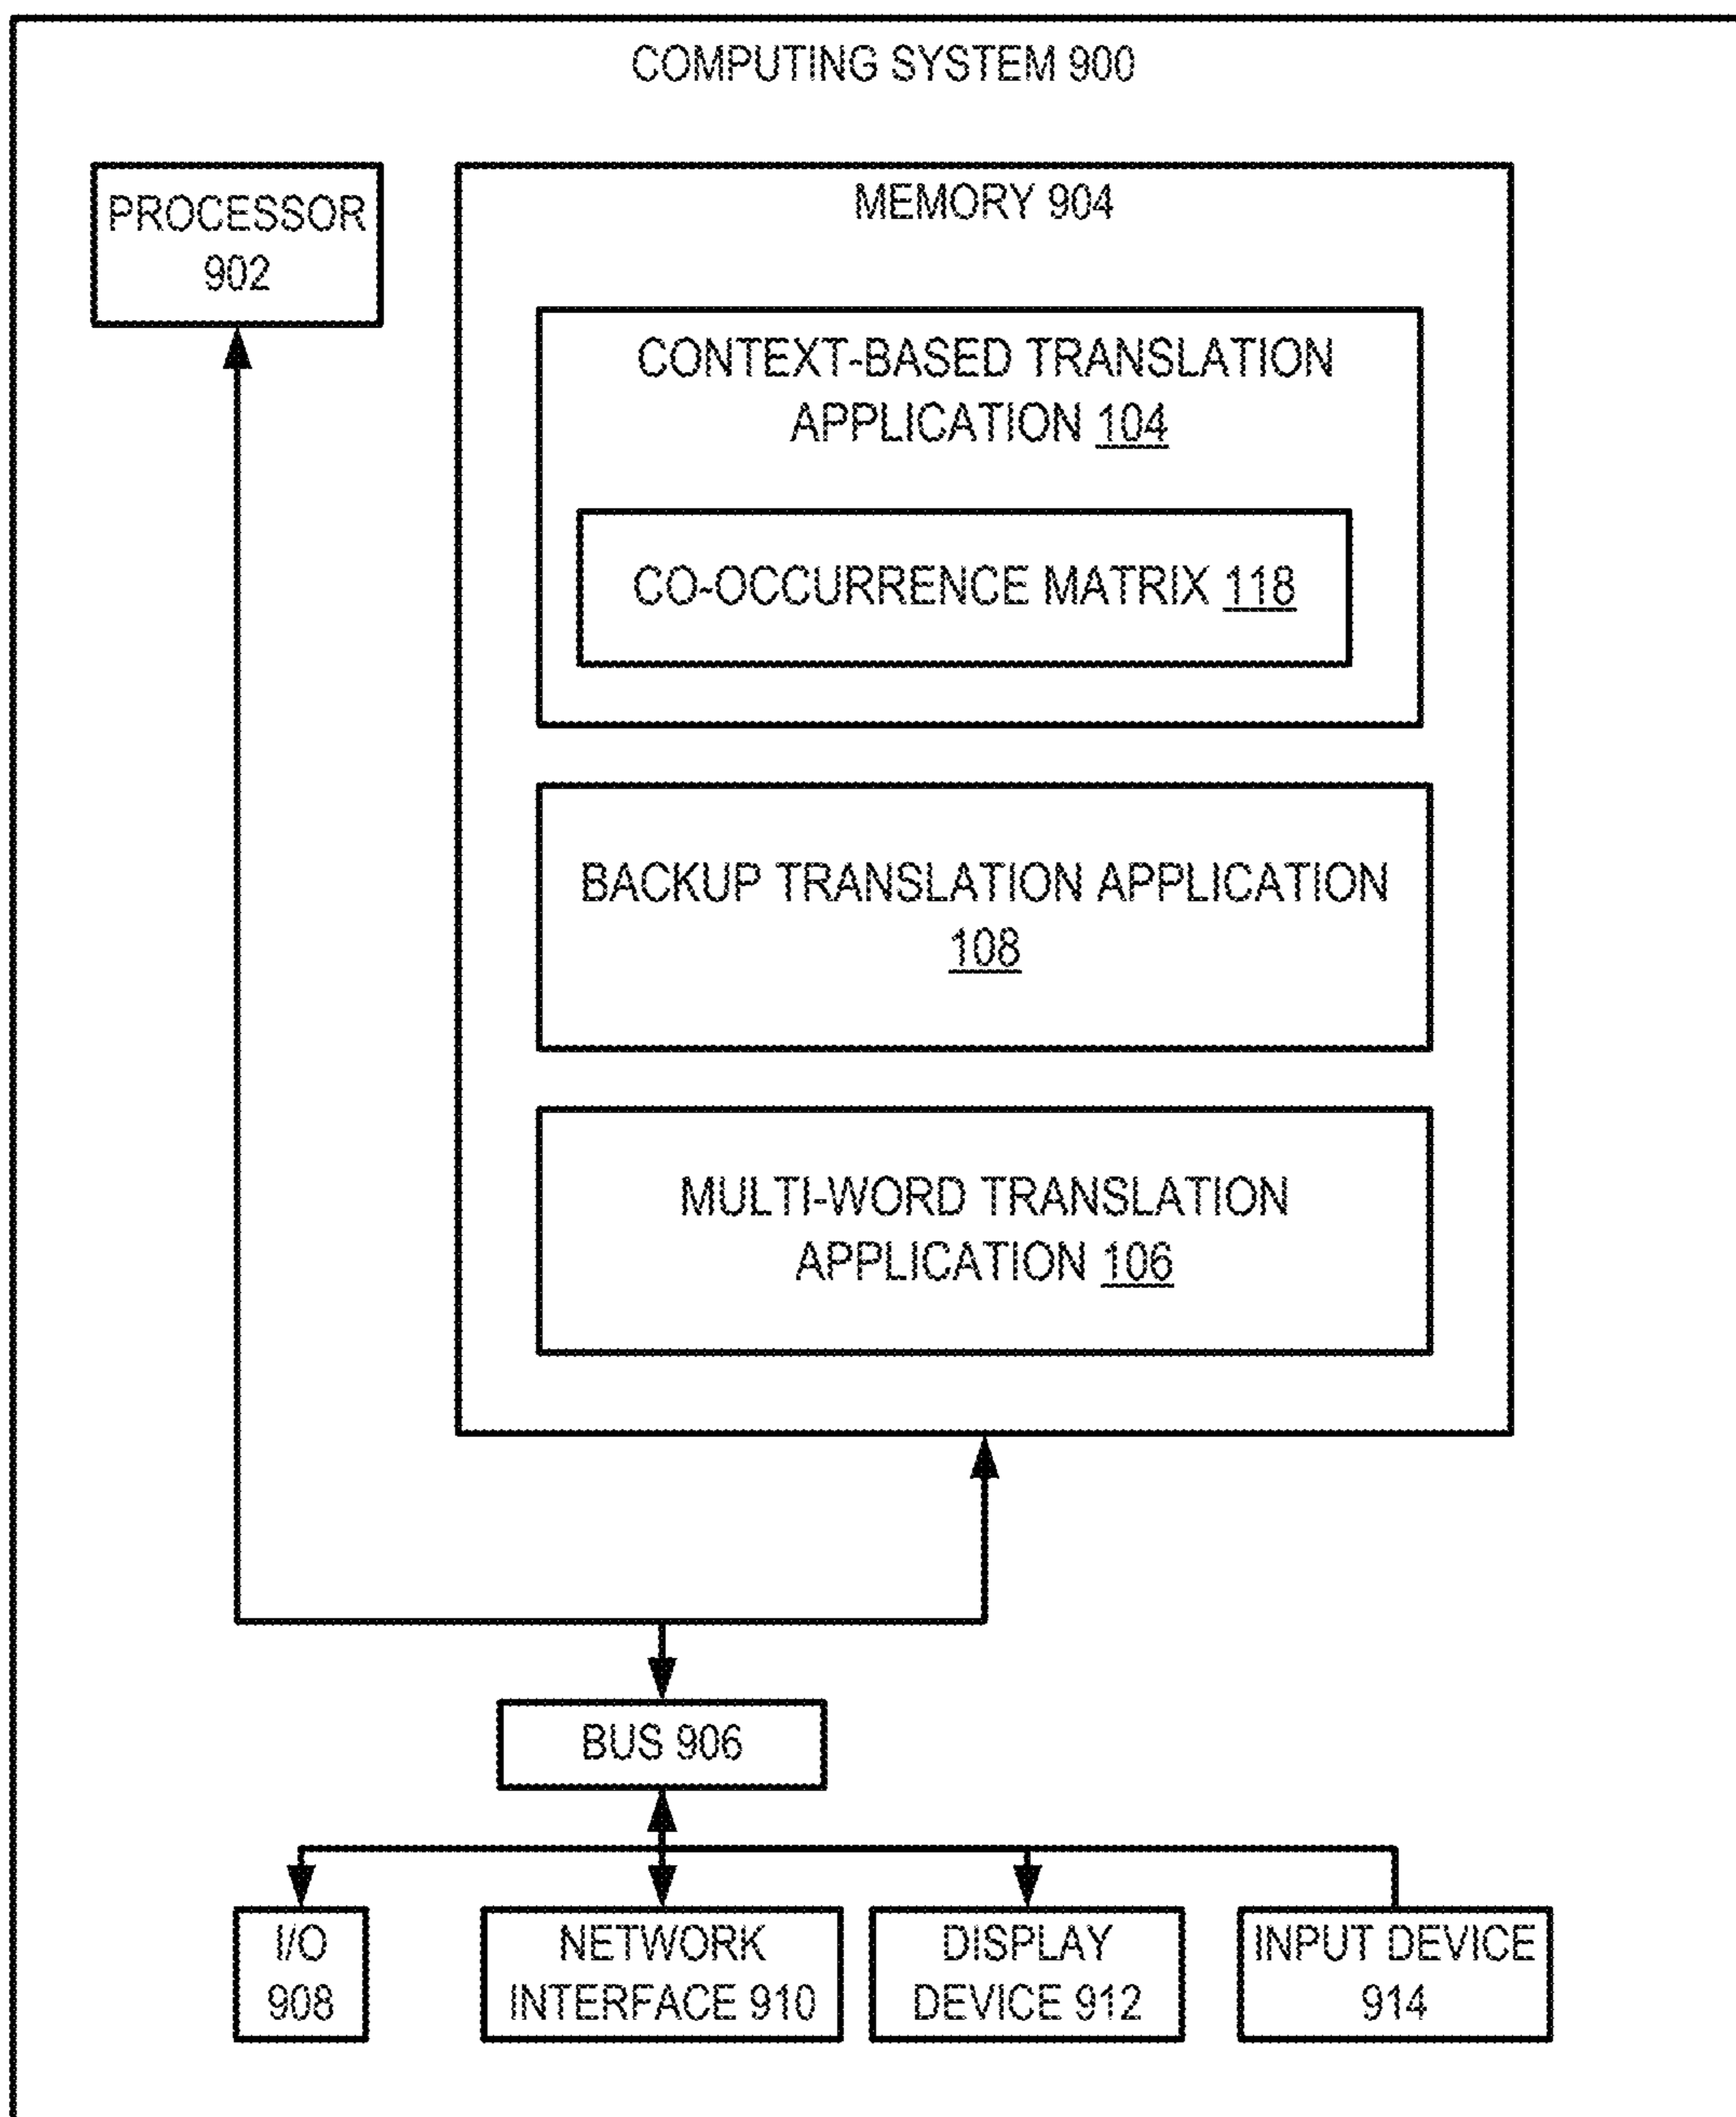 COMPUTING SYSTEM 900
PROCESSOR
902
MEMORY 904
CONTEXT-BASED TRANSLATION
APPLICATION 104
CO-OCCURRENCE MATRIX 118
BACKUP TRANSLATION APPLICATION
108
MULTI-WORD TRANSLATION
APPLICATION 106
BUS 906
I/O
908
NETWORK
INTERFACE 910
DISPLAY
DEVICE 912
INPUT DEVICE
914